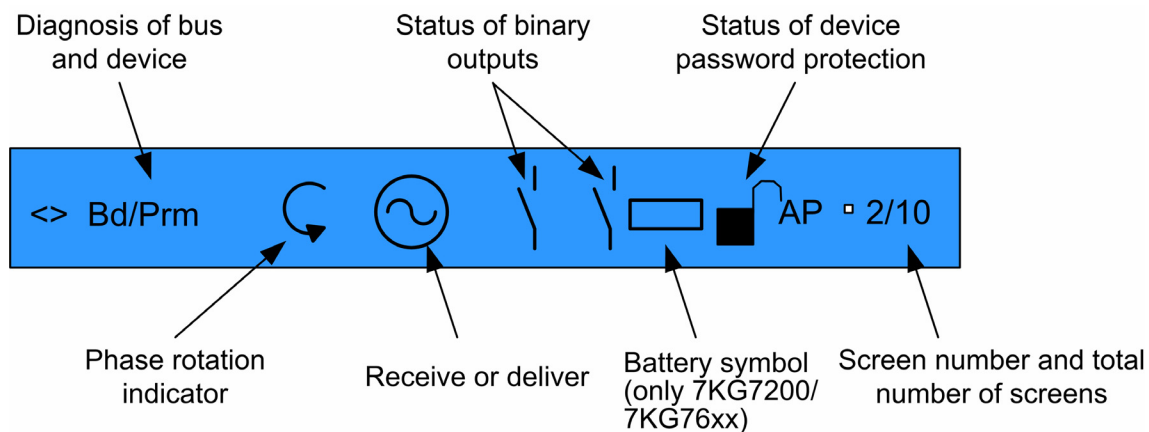 Diagnosis of bus
and device
Status of binary
outputs
Status of device
password protection
<> Bd/Prm
AP
2/10
Phase rotation
indicator
Receive or deliver
Battery symbol
(only 7KG7200/
7KG76xx)
Screen number and total
number of screens